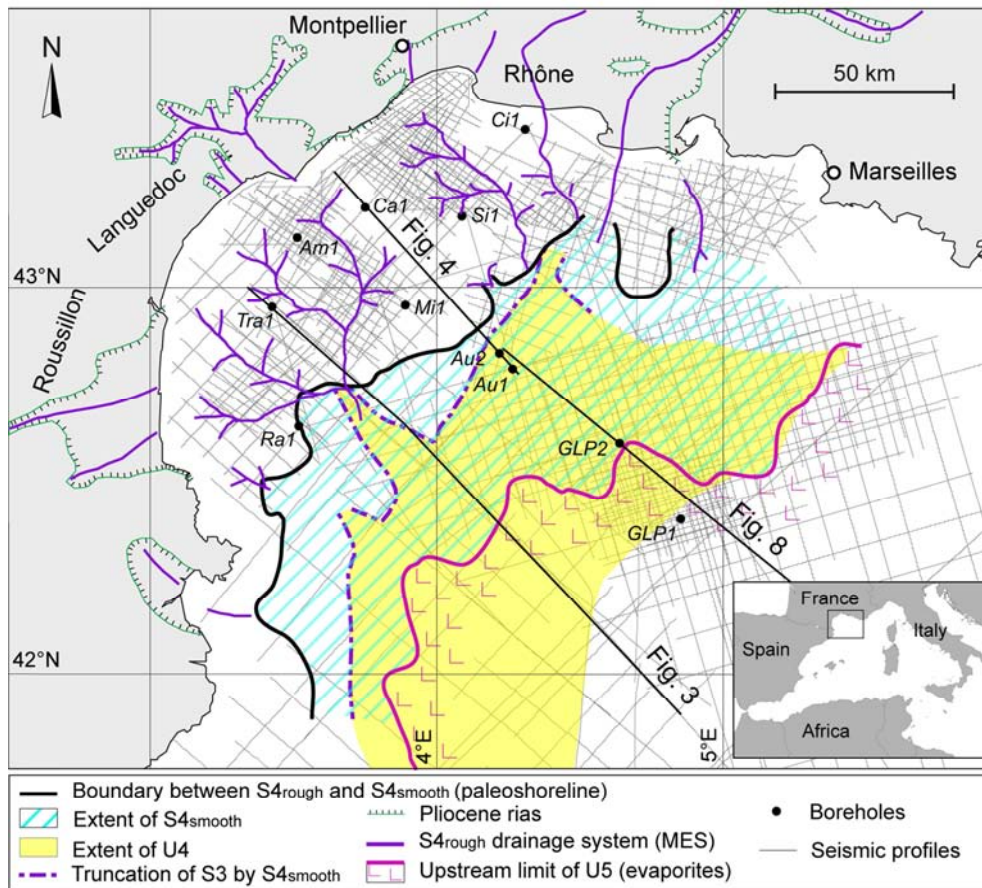 Montpellier
N
Rhône
50 km
Ci1
Marseilles
Languedoc
Ca1
Si1
Am1
Fig. 4
43°N
Tra1
Mi1
Roussillon
Au2
Au1
Ra1
GLP2
GLP1
Fig. 8
France
Italy
Spain
42°N
Fig. 3
4°E
5°E
Africa
Boundary between S4rough and S4smooth (paleoshoreline)
Extent of S4smooth
Pliocene rias
Boreholes
Extent of U4
S4rough drainage system (MES)
Seismic profiles
Truncation of S3 by S4smooth
Upstream limit of U5 (evaporites)